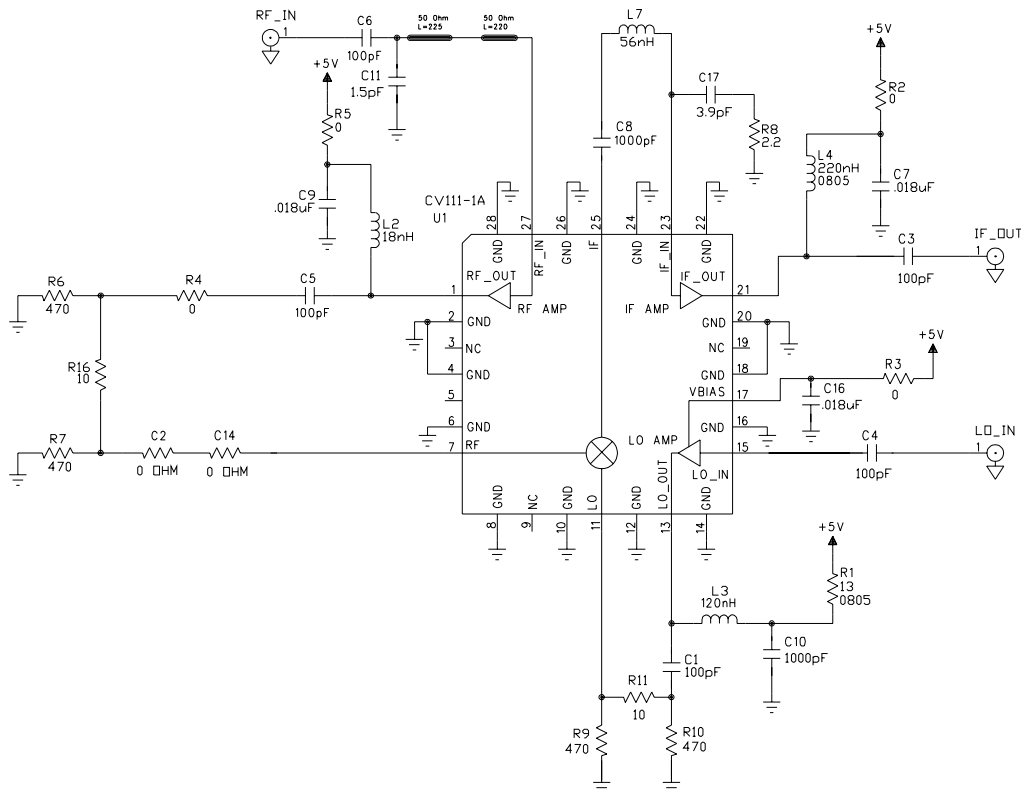 RF_IN
1
C6
100pF
50 Ohm
L=225
50 Ohm
L=220
C11
1.5pF
+5V
R5
0
C9
.018uF
L2
18nH
L7
56nH
C17
3.9pF
R8
2.2
C8
1000pF
+5V
R2
0
L4
220nH
0805
C7
.018uF
C3
100pF
IF_OUT
1
CV111-1A
U1
28
27
26
25
24
23
22
GND
RF_IN
GND
IF
GND
IF_IN
GND
RF_OUT
RF AMP
IF_OUT
IF AMP
R6
470
R4
0
C5
100pF
1
2
GND
3
NC
4
GND
5
6
GND
7
RF
21
20
GND
19
NC
18
GND
17
VBIAS
16
GND
15
LO AMP
LO_IN
LO_OUT
R16
10
R7
470
C2
0 OHM
C14
0 OHM
C16
.018uF
R3
0
+5V
C4
100pF
LO_IN
1
GND
NC
GND
LO
GND
GND
8
9
10
11
12
13
14
+5V
R1
13
0805
L3
120nH
C10
1000pF
C1
100pF
R11
10
R9
470
R10
470